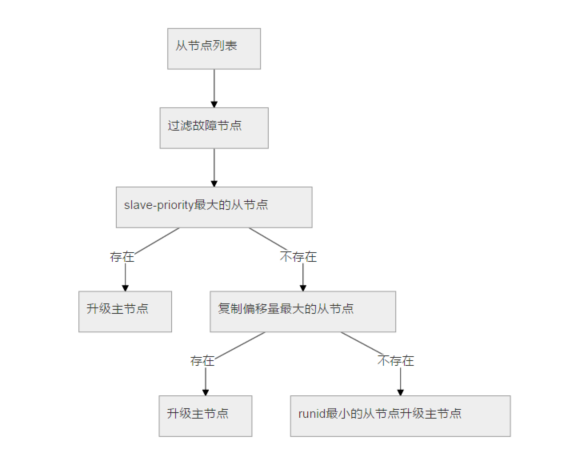 从节点列表
过滤故障节点
slave-priority最大的从节点
存在
不存在
升级主节点
复制偏移量最大的从节点
存在
不存在
升级主节点
runid最小的从节点升级主节点